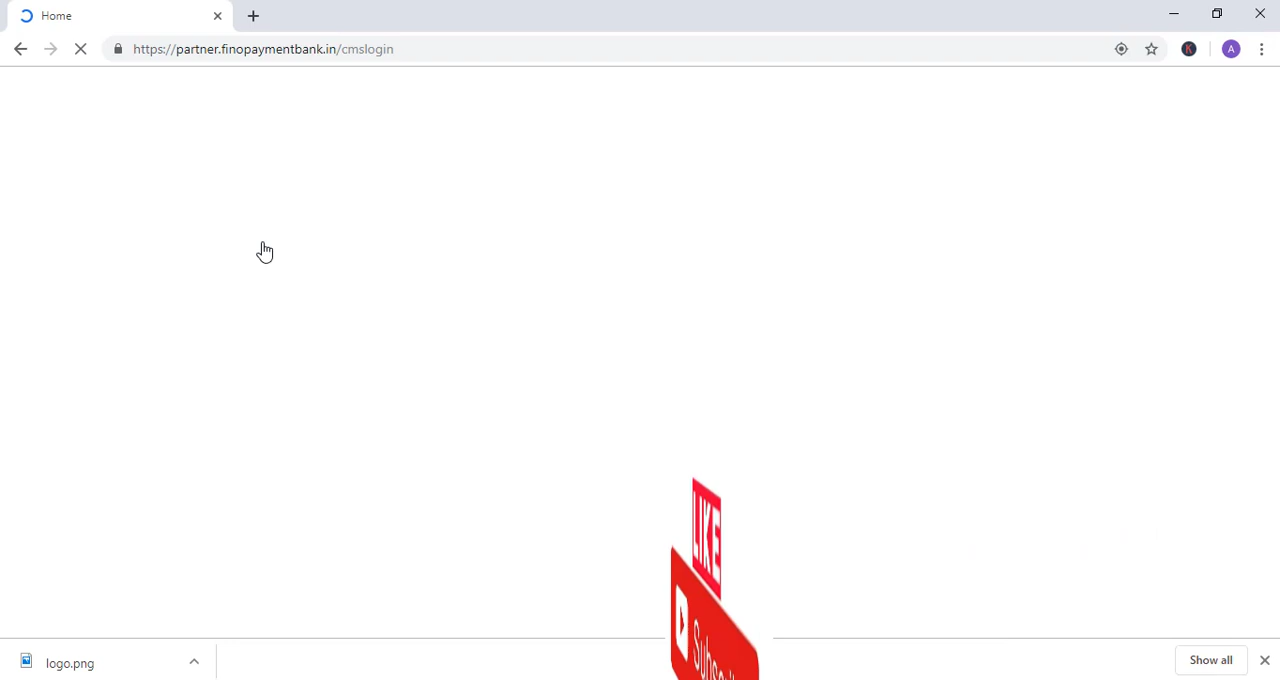 Home
https://partner.finopaymentbank.in/cmslogin
K
A
LIKE
logo.png
Show all